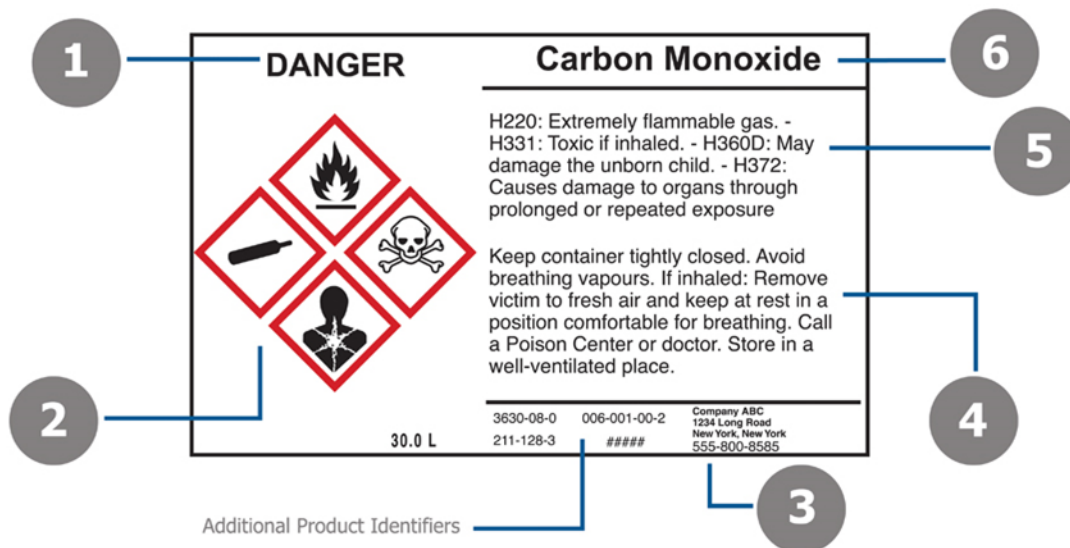 1
DANGER
Carbon Monoxide
6
H220: Extremely flammable gas. -
H331: Toxic if inhaled. - H360D: May
damage the unborn child. - H372:
Causes damage to organs through
prolonged or repeated exposure
5
Keep container tightly closed. Avoid
breathing vapours. If inhaled: Remove
victim to fresh air and keep at rest in a
position comfortable for breathing. Call
a Poison Center or doctor. Store in a
well-ventilated place.
4
2
30.0 L
3630-08-0 006-001-00-2
211-128-3 #####
Company ABC
1234 Long Road
New York, New York
555-800-8585
3
Additional Product Identifiers